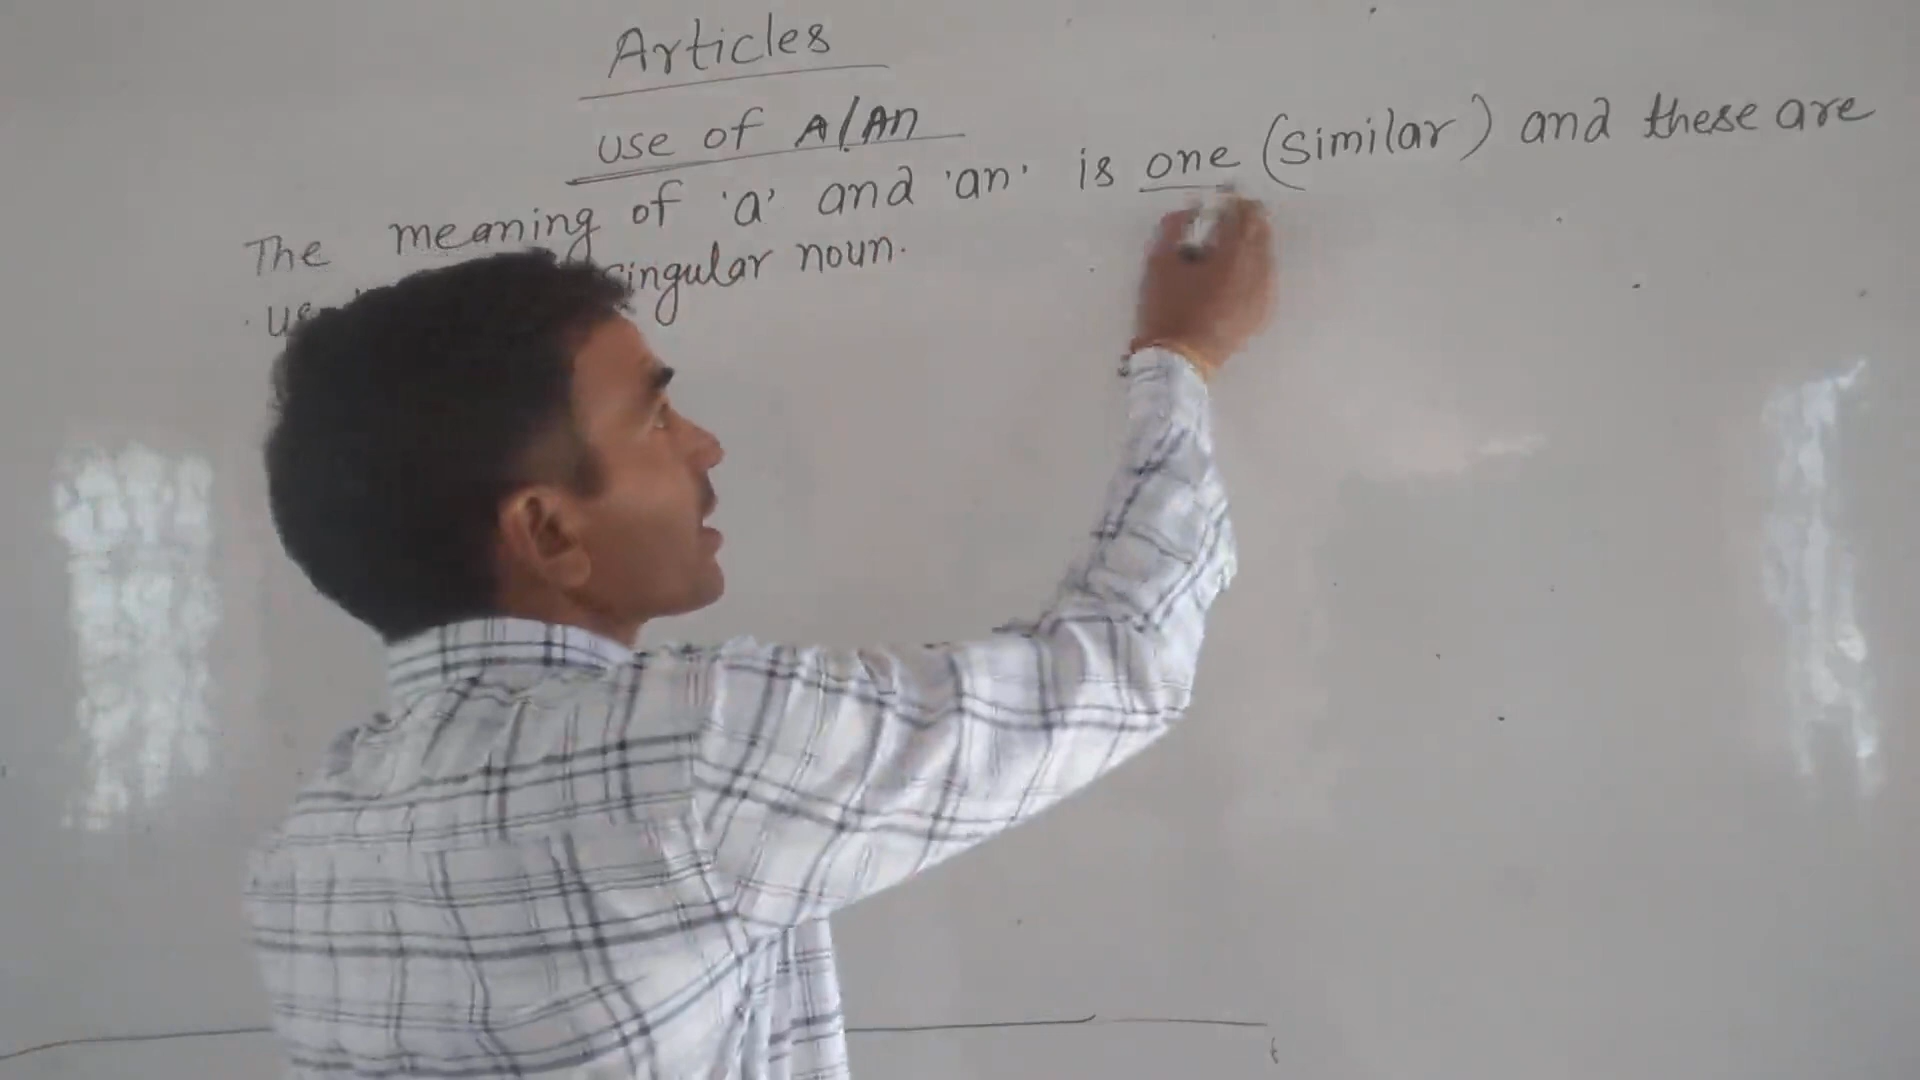 Articles
use of A/An
The meaning of 'a' and 'an' is one (similar) and these are
singular noun.